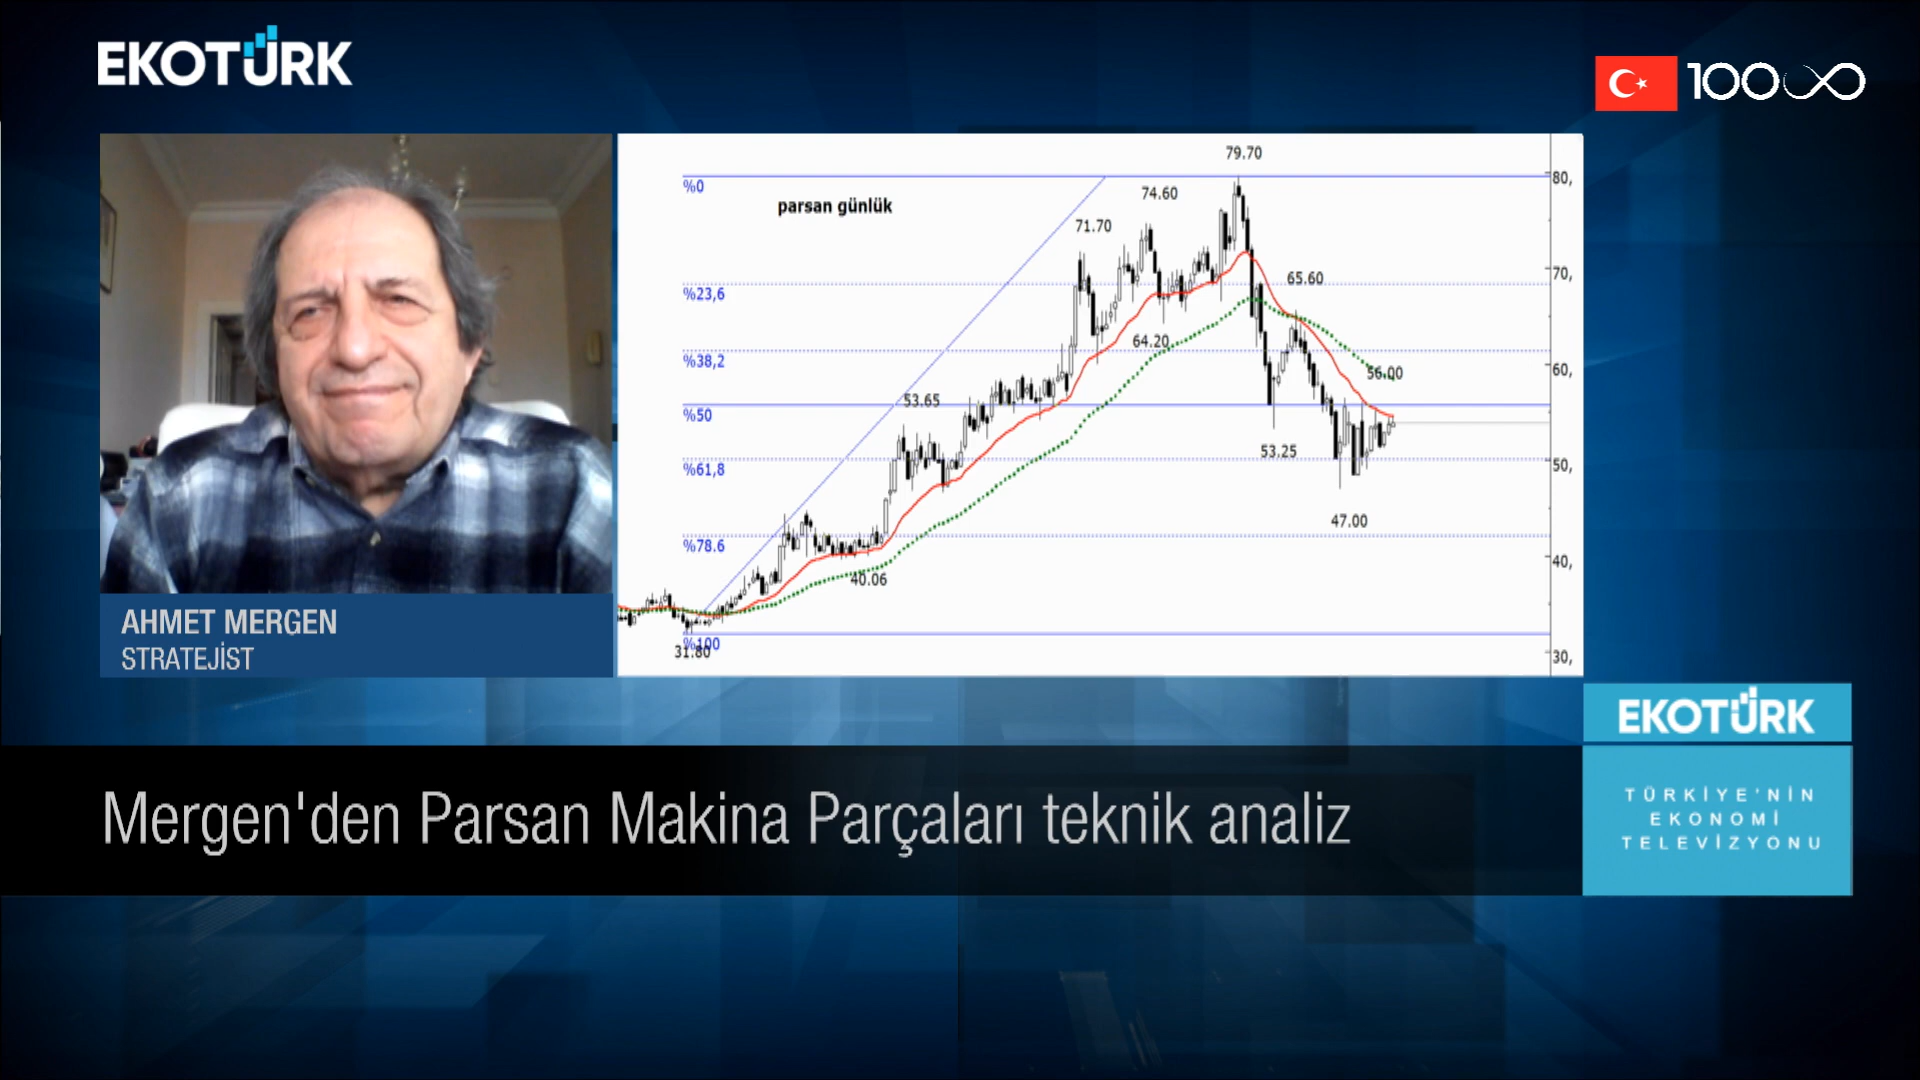 EKOTÜRK
100
79.70
80,
%0
74.60
parsan günlük
71.70
70,
65.60
%23,6
64.20
%38,2
60,
56.00
53.65
%50
53.25
50,
%61,8
47.00
%78.6
40,
40.06
%100
31.80
30,
AHMET MERGEN
STRATEJİST
EKOTÜRK
Mergen'den Parsan Makina Parçaları teknik analiz
TÜRKİYE'NİN
EKONOMİ
TELEVİZYONU